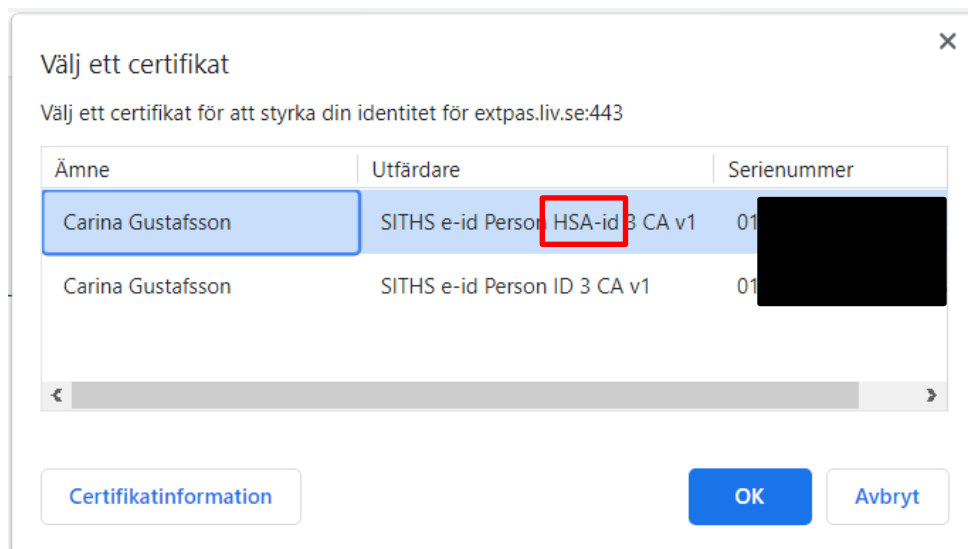 Välj ett certifikat
Välj ett certifikat för att styrka din identitet för extpas.liv.se:443
Ämne Utfärdare Serienummer
Carina Gustafsson SITHS e-id Person HSA-id 3 CA v1 01
Carina Gustafsson SITHS e-id Person ID 3 CA v1 01
Certifikatinformation OK Avbryt